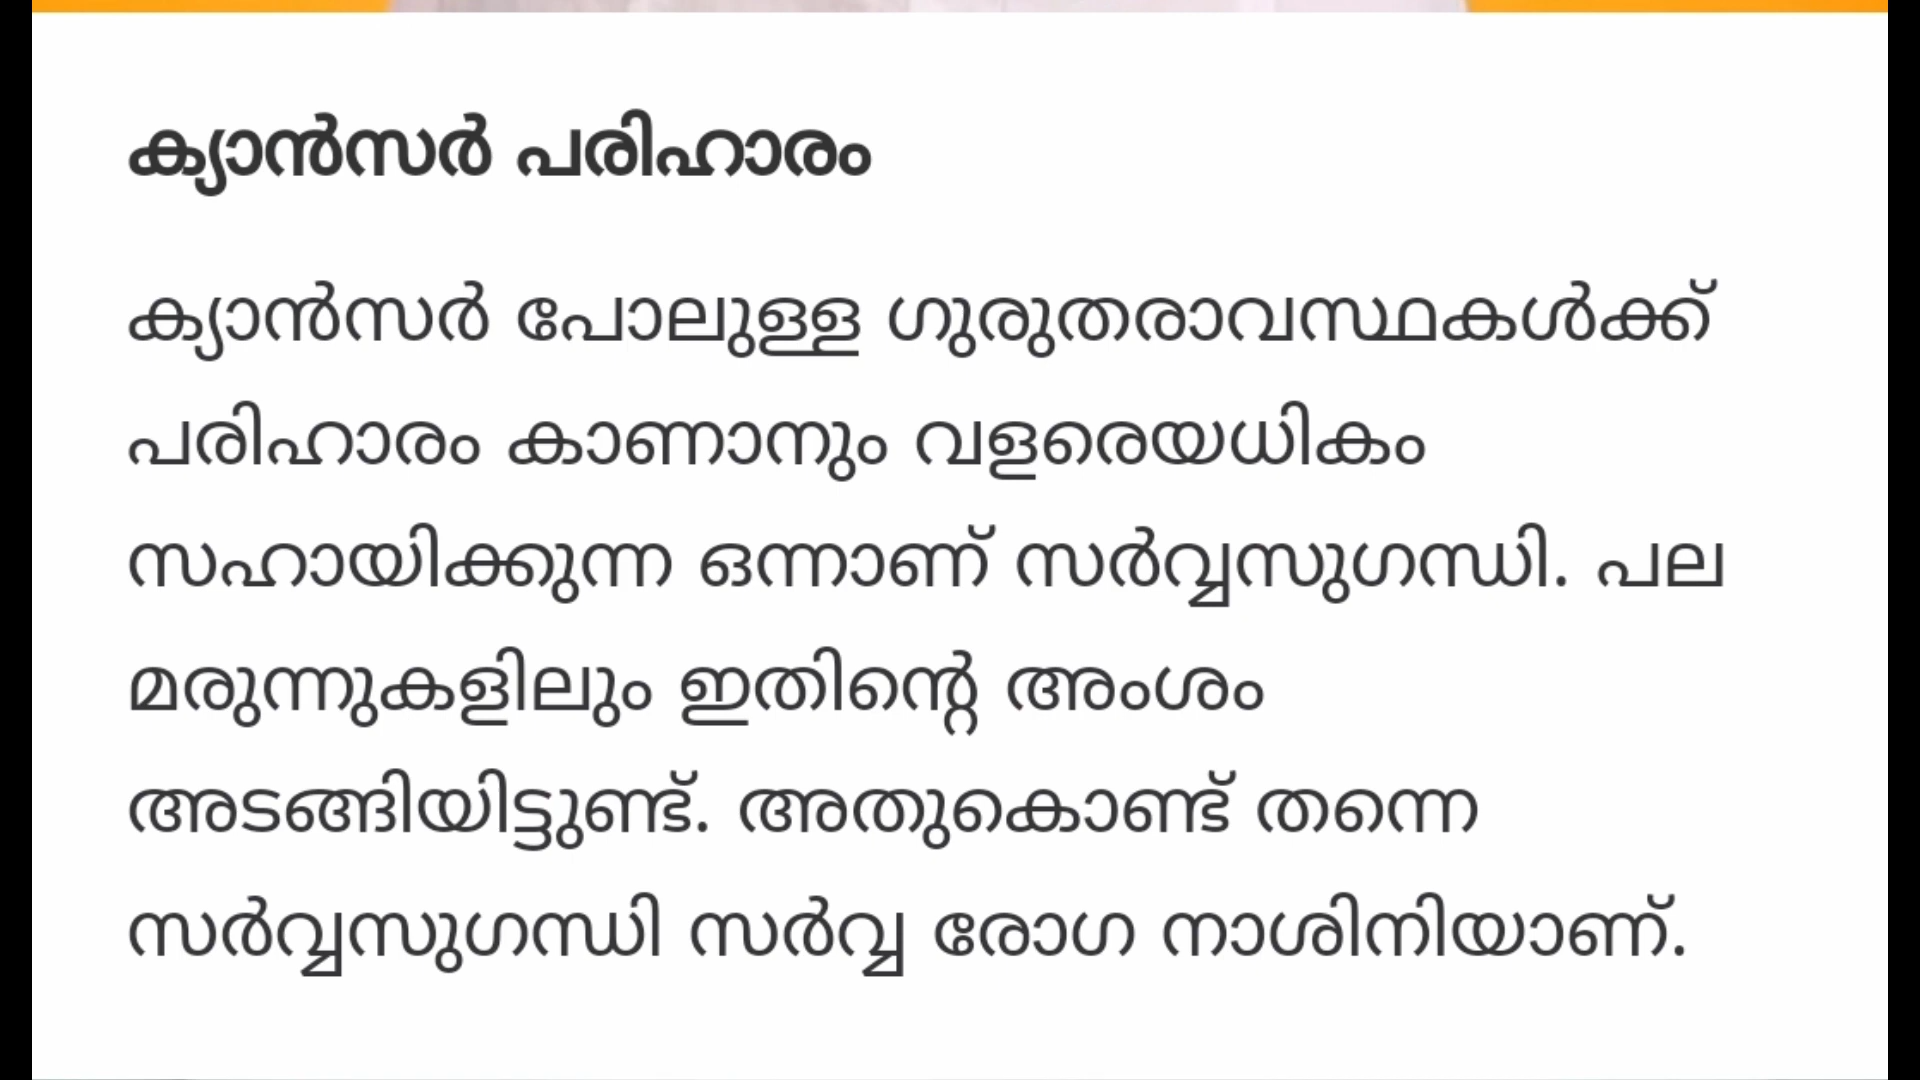 ക്യാൻസർ പരിഹാരം
ക്യാൻസർ പോലുള്ള ഗുരുതരാവസ്ഥകൾക്ക്
പരിഹാരം കാണാനും വളരെയധികം
സഹായിക്കുന്ന ഒന്നാണ് സർവ്വസുഗന്ധി. പല
മരുന്നുകളിലും ഇതിന്റെ അംശം
അടങ്ങിയിട്ടുണ്ട്. അതുകൊണ്ട് തന്നെ
സർവ്വസുഗന്ധി സർവ്വ രോഗ നാശിനിയാണ്.